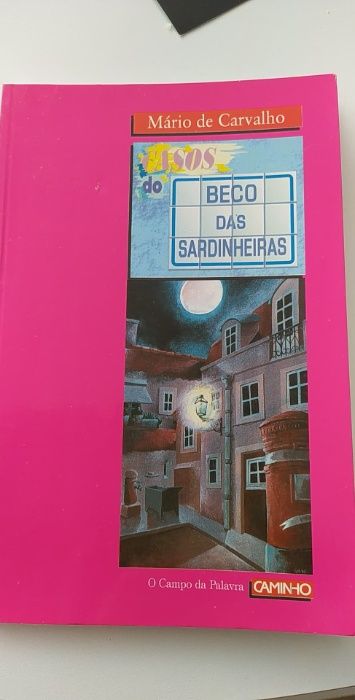 Mário de Carvalho
CASOS
do
BECO
DAS
SARDINHEIRAS
O Campo da Palavra CAMINHO